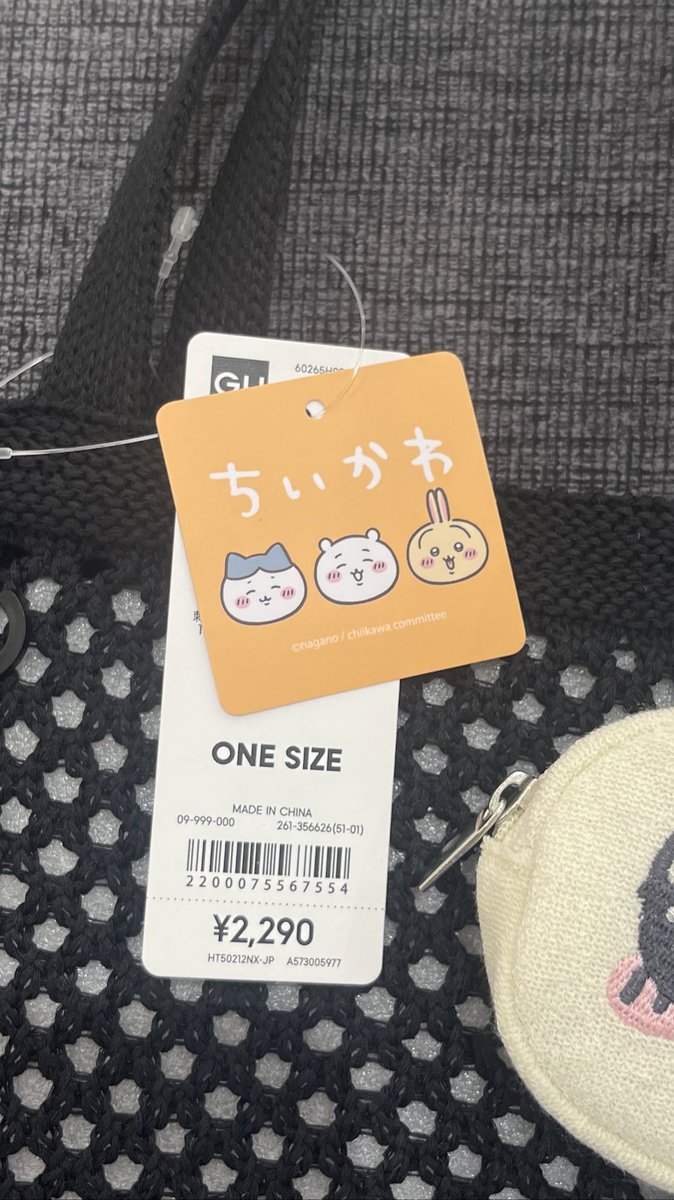 GU
ちいかわ
©nagano / chiikawa committee
ONE SIZE
MADE IN CHINA
09-999-000 261-356626(51-01)
2200075567554
¥2,290
HT50212NX-JP A573005977